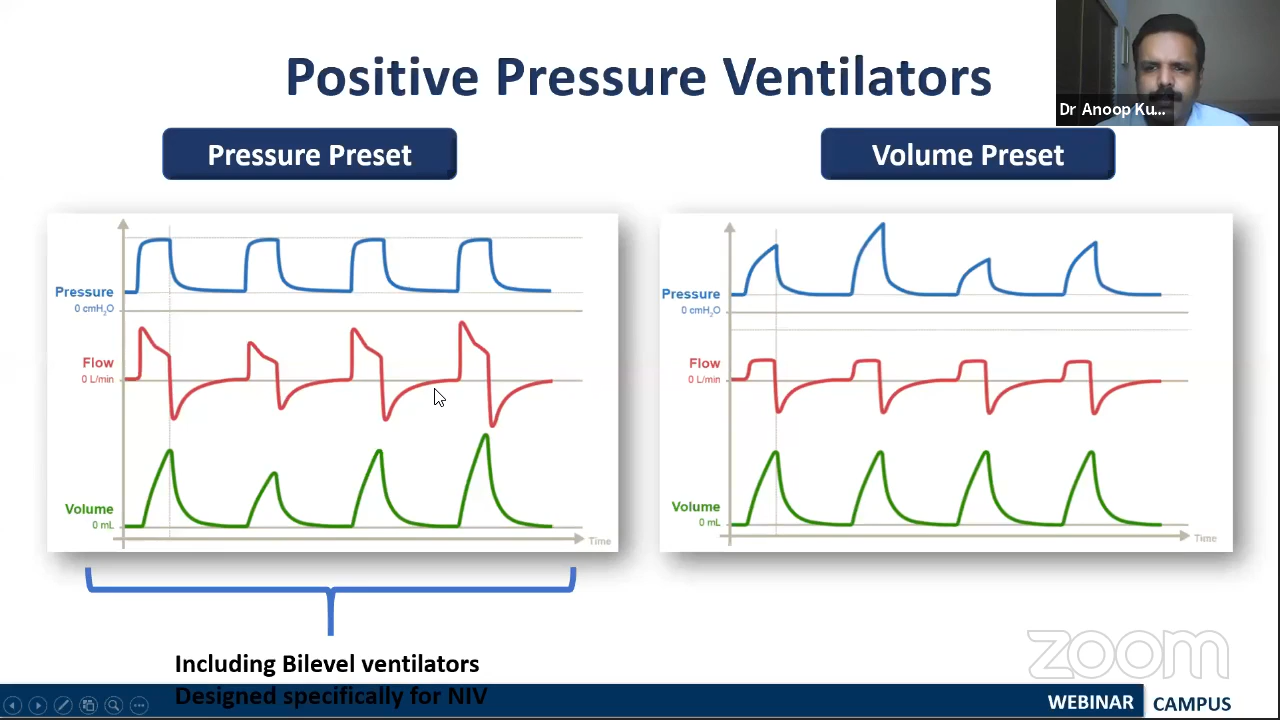 Positive Pressure Ventilators
Dr Anoop Ku...
Pressure Preset
Volume Preset
Pressure
0 cmH₂O
Flow
0 L/min
Volume
0 mL
Time
Pressure
0 cmH₂O
Flow
0 L/min
Volume
0 mL
Time
Including Bilevel ventilators
Designed specifically for NIV
zoom
WEBINAR CAMPUS